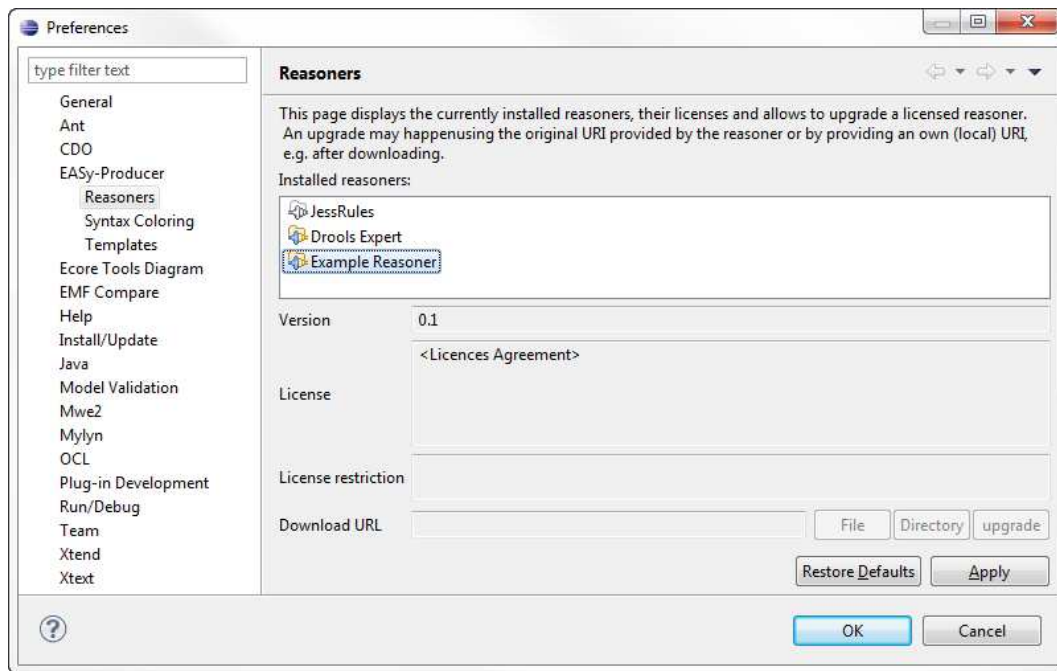 Preferences
type filter text
General
Ant
CDO
EASy-Producer
Reasoners
Syntax Coloring
Templates
Ecore Tools Diagram
EMF Compare
Help
Install/Update
Java
Model Validation
Mwe2
Mylyn
OCL
Plug-in Development
Run/Debug
Team
Xtend
Xtext
Reasoners
This page displays the currently installed reasoners, their licenses and allows to upgrade a licensed reasoner.
An upgrade may happenusing the original URI provided by the reasoner or by providing an own (local) URI,
e.g. after downloading.
Installed reasoners:
JessRules
Drools Expert
Example Reasoner
Version 0.1
<Licences Agreement>
License
License restriction
Download URL File Directory upgrade
Restore Defaults Apply
OK Cancel